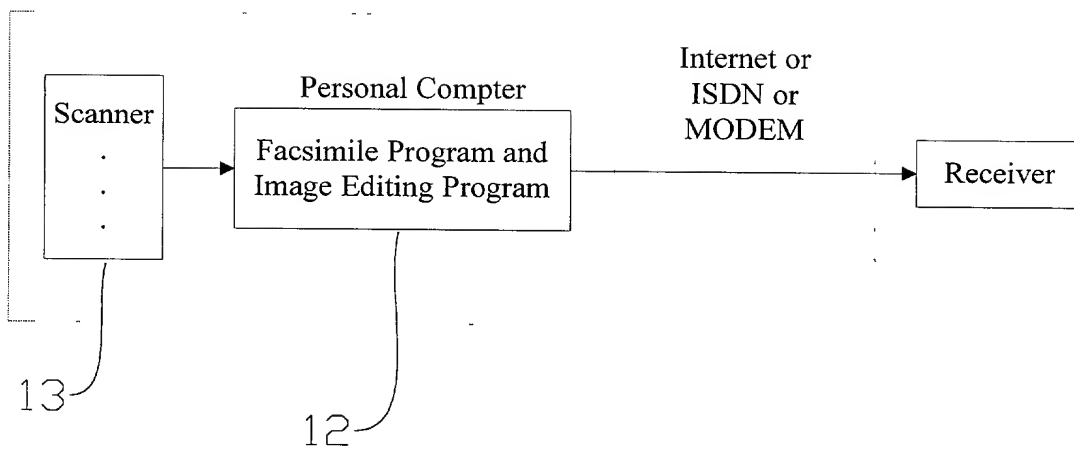 Scanner
.
.
.
Personal Compter
Facsimile Program and
Image Editing Program
Internet or
ISDN or
MODEM
Receiver
13
12